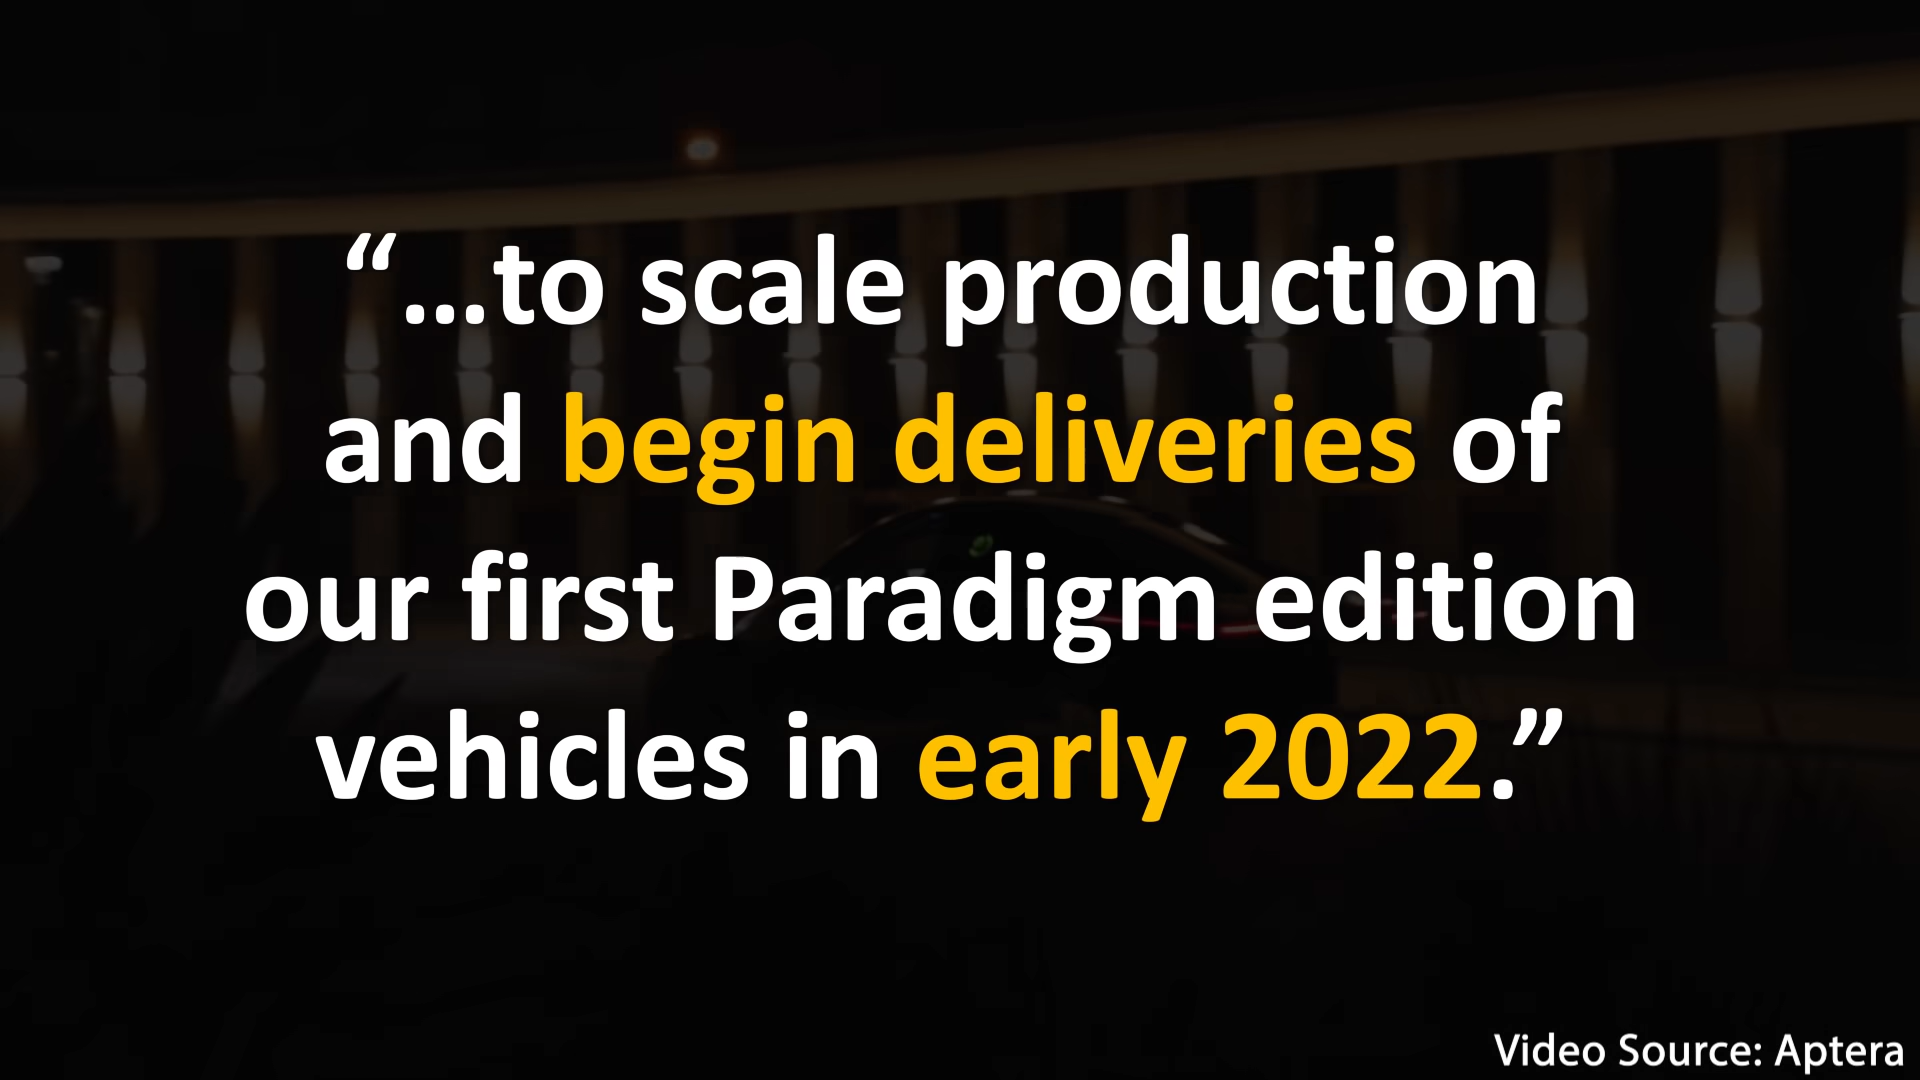 “...to scale production
and begin deliveries of
our first Paradigm edition
vehicles in early 2022.”
Video Source: Aptera